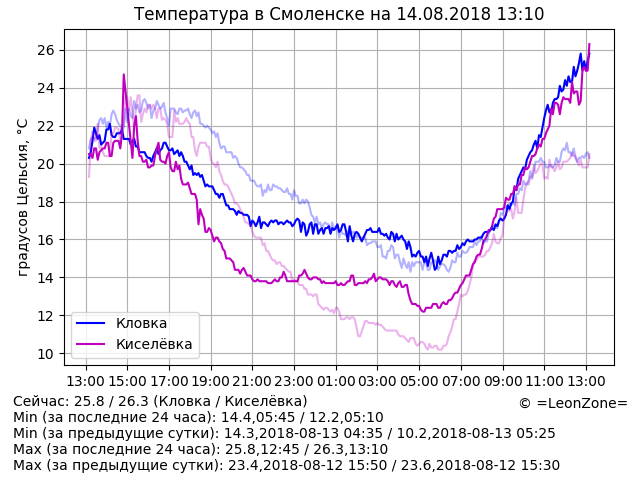 Температура в Смоленске на 14.08.2018 13:10
градусов Цельсия, °C
26
24
22
20
18
16
14
12
10
Кловка
Киселёвка
13:00 15:00 17:00 19:00 21:00 23:00 01:00 03:00 05:00 07:00 09:00 11:00 13:00
Сейчас: 25.8 / 26.3 (Кловка / Киселёвка)
© =LeonZone=
Min (за последние 24 часа): 14.4,05:45 / 12.2,05:10
Min (за предыдущие сутки): 14.3,2018-08-13 04:35 / 10.2,2018-08-13 05:25
Max (за последние 24 часа): 25.8,12:45 / 26.3,13:10
Max (за предыдущие сутки): 23.4,2018-08-12 15:50 / 23.6,2018-08-12 15:30